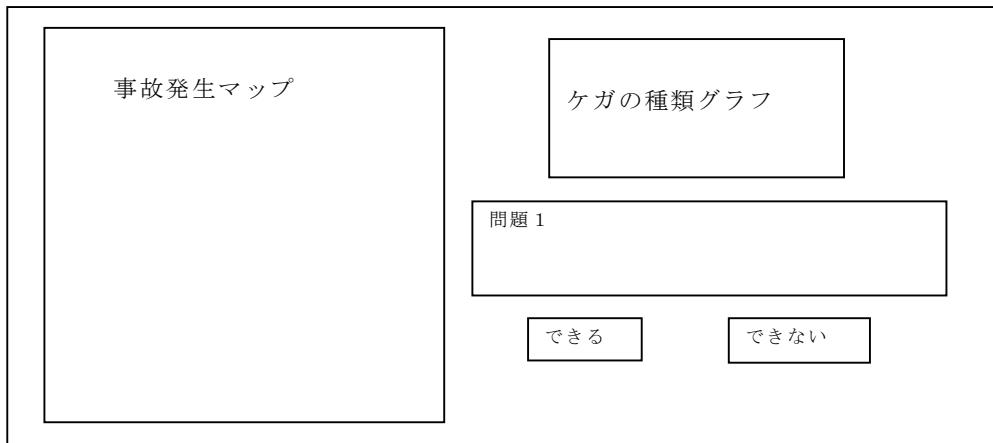 事故発生マップ
ケガの種類グラフ
問題１
できる
できない